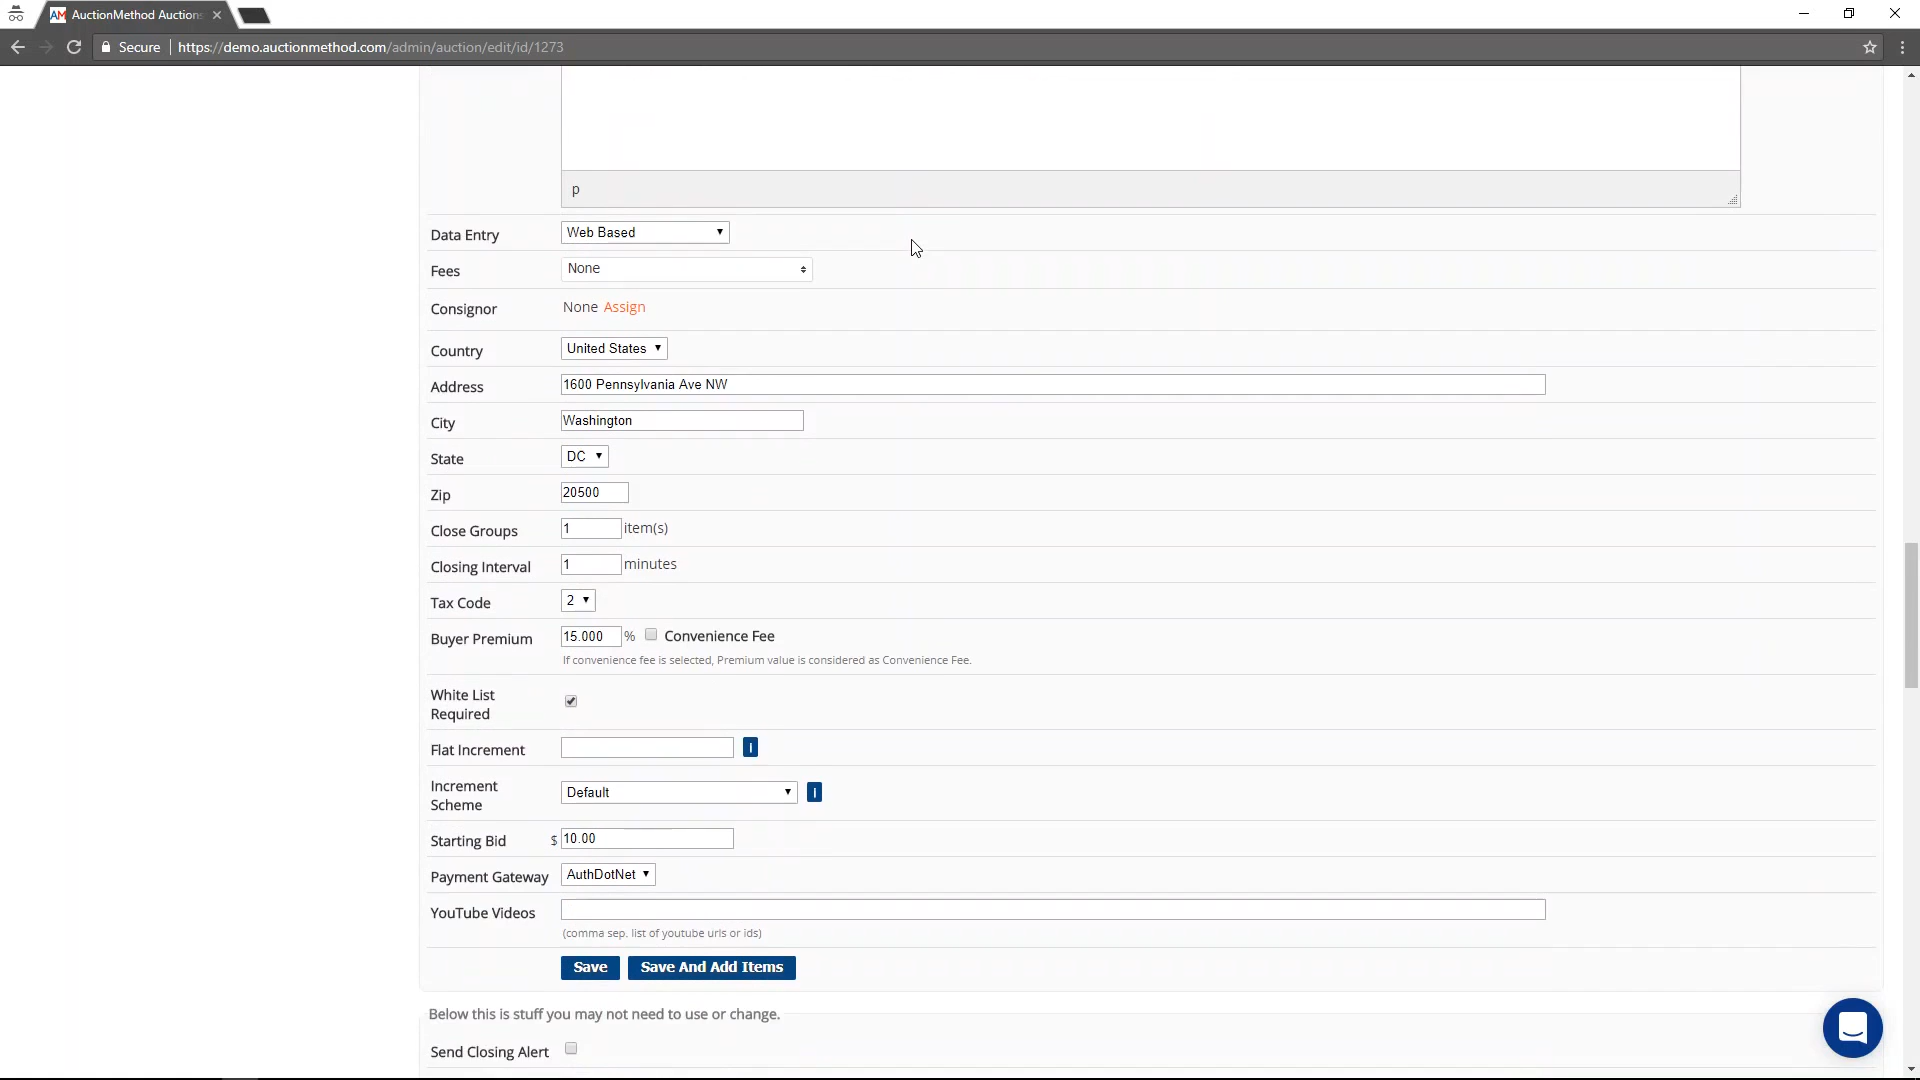 AuctionMethod Auctions
Secure https://demo.auctionmethod.com/admin/auction/edit/id/1273
p
Data Entry Web Based
Fees None
Consignor None Assign
Country United States
Address 1600 Pennsylvania Ave NW
City Washington
State DC
Zip 20500
Close Groups 1 item(s)
Closing Interval 1 minutes
Tax Code 2
Buyer Premium 15.000 % Convenience Fee
If convenience fee is selected, Premium value is considered as Convenience Fee.
White List
Required
Flat Increment I
Increment
Scheme Default I
Starting Bid $ 10.00
Payment Gateway AuthDotNet
YouTube Videos
(comma sep. list of youtube urls or ids)
Save Save And Add Items
Below this is stuff you may not need to use or change.
Send Closing Alert